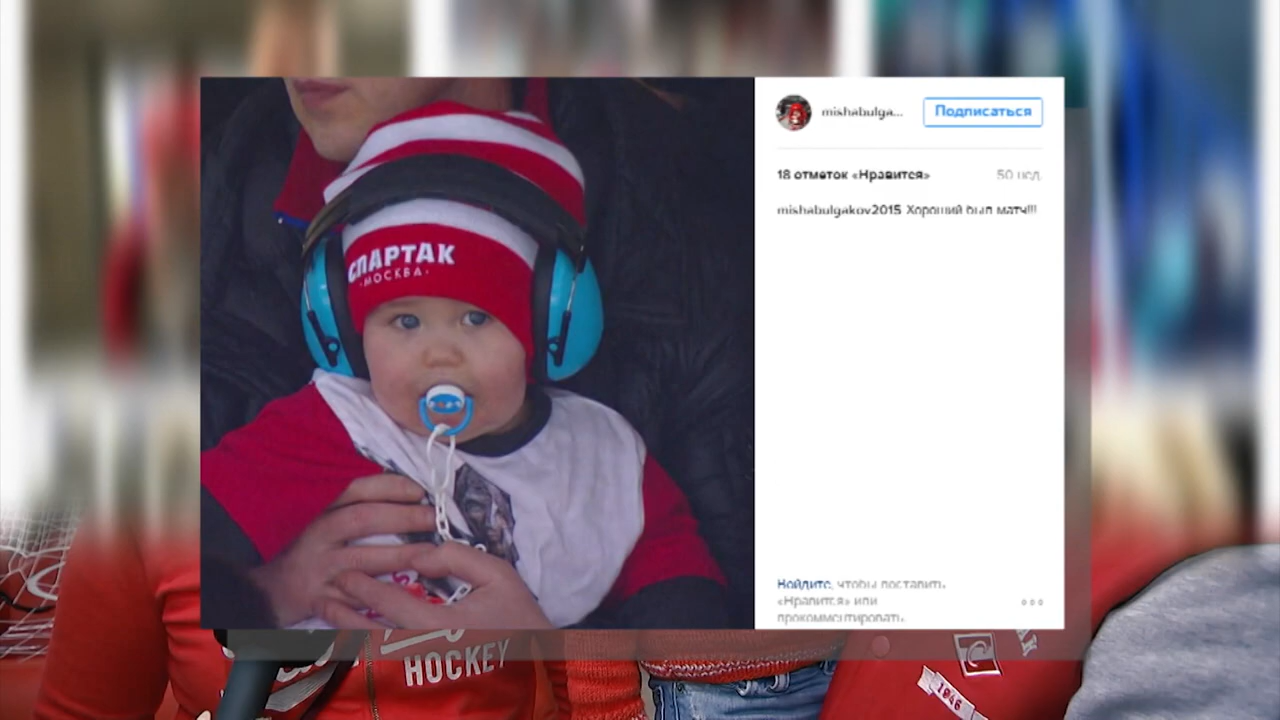 mishabulga...
Подписаться
18 отметок «Нравится»
50 нед.
mishabulgakov2015 Хороший был матч!!!
СПАРТАК
·МОСКВА·
Войдите, чтобы поставить
«Нравится» или
прокомментировать.
HOCKEY
1946